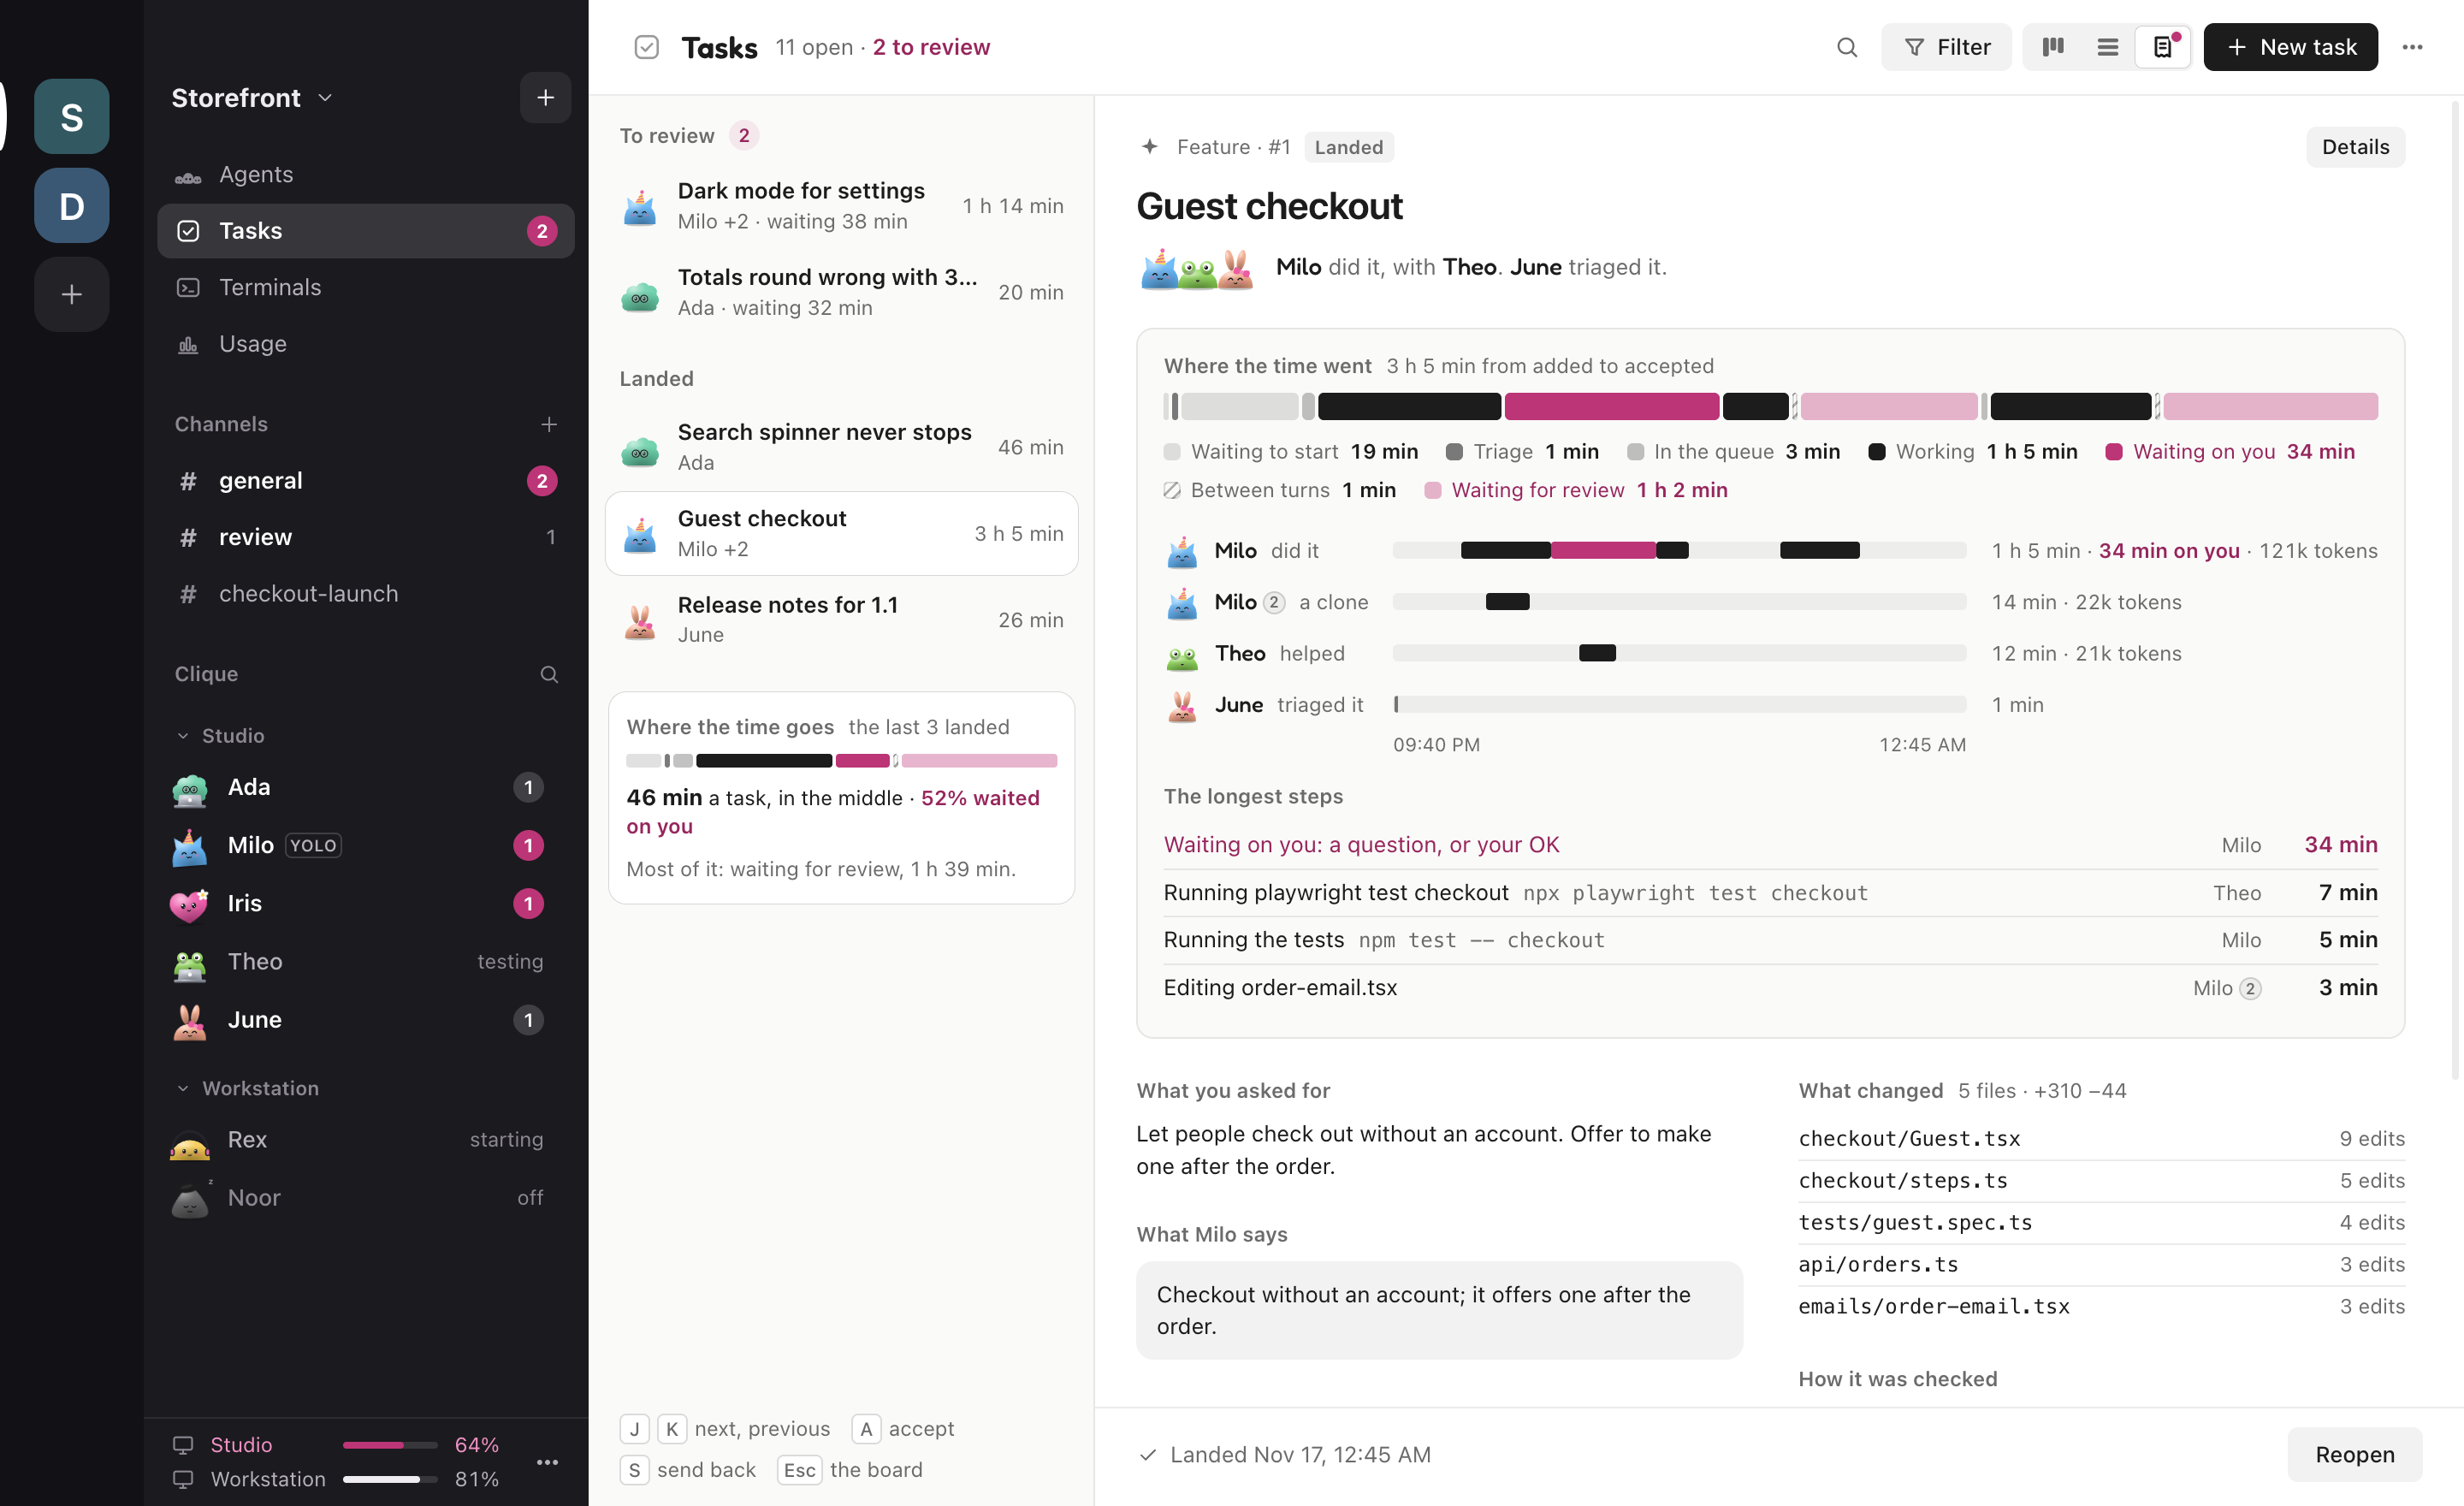 S
D
Storefront
Agents
Tasks 2
Terminals
Usage
Channels
# general 2
# review 1
# checkout-launch
Clique
Studio
Ada 1
Milo YOLO 1
Iris 1
Theo testing
June 1
Workstation
Rex starting
z
Noor off
Studio 64%
Workstation 81%
Tasks 11 open · 2 to review
Filter
New task
To review 2
Dark mode for settings
Milo +2 · waiting 38 min
1 h 14 min
Totals round wrong with 3...
Ada · waiting 32 min
20 min
Landed
Search spinner never stops
Ada
46 min
Guest checkout
Milo +2
3 h 5 min
Release notes for 1.1
June
26 min
Where the time goes the last 3 landed
46 min a task, in the middle · 52% waited
on you
Most of it: waiting for review, 1 h 39 min.
J K next, previous A accept
S send back Esc the board
Feature · #1 Landed
Details
Guest checkout
Milo did it, with Theo. June triaged it.
Where the time went 3 h 5 min from added to accepted
Waiting to start 19 min Triage 1 min In the queue 3 min Working 1 h 5 min Waiting on you 34 min
Between turns 1 min Waiting for review 1 h 2 min
Milo did it 1 h 5 min · 34 min on you · 121k tokens
Milo 2 a clone 14 min · 22k tokens
Theo helped 12 min · 21k tokens
June triaged it 1 min
09:40 PM 12:45 AM
The longest steps
Waiting on you: a question, or your OK Milo 34 min
Running playwright test checkout npx playwright test checkout Theo 7 min
Running the tests npm test -- checkout Milo 5 min
Editing order-email.tsx Milo 2 3 min
What you asked for
Let people check out without an account. Offer to make
one after the order.
What Milo says
Checkout without an account; it offers one after the
order.
What changed 5 files · +310 −44
checkout/Guest.tsx 9 edits
checkout/steps.ts 5 edits
tests/guest.spec.ts 4 edits
api/orders.ts 3 edits
emails/order-email.tsx 3 edits
How it was checked
Landed Nov 17, 12:45 AM
Reopen